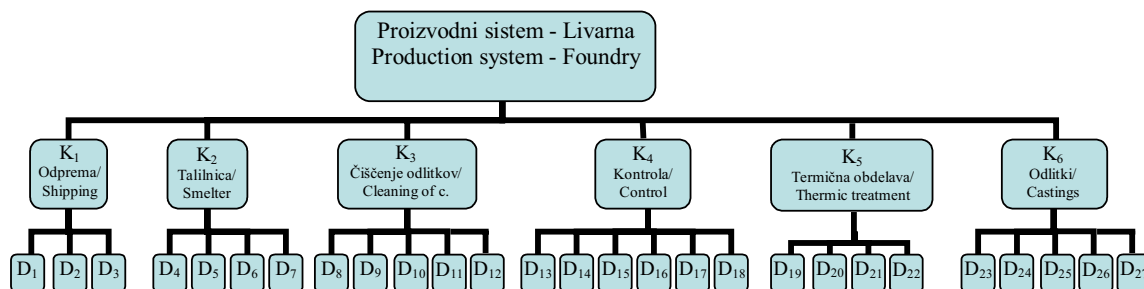 Proizvodni sistem - Livarna
Production system - Foundry
K₁
Odprema/
Shipping
K₂
Talilnica/
Smelter
K₃
Čiščenje odlitkov/
Cleaning of c.
K₄
Kontrola/
Control
K₅
Termična obdelava/
Thermic treatment
K₆
Odlitki/
Castings
D₁ D₂ D₃ D₄ D₅ D₆ D₇ D₈ D₉ D₁₀ D₁₁ D₁₂ D₁₃ D₁₄ D₁₅ D₁₆ D₁₇ D₁₈ D₁₉ D₂₀ D₂₁ D₂₂ D₂₃ D₂₄ D₂₅ D₂₆ D₂₇